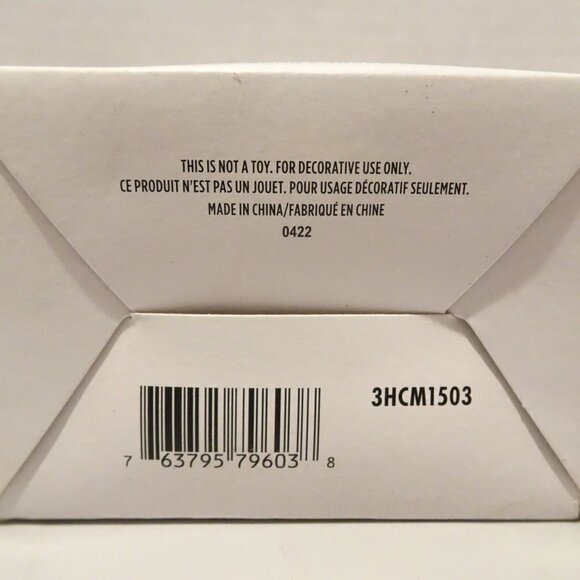 THIS IS NOT A TOY. FOR DECORATIVE USE ONLY.
CE PRODUIT N'EST PAS UN JOUET. POUR USAGE DÉCORATIF SEULEMENT.
MADE IN CHINA/FABRIQUÉ EN CHINE
0422
3HCM1503
7 63795 79603 8